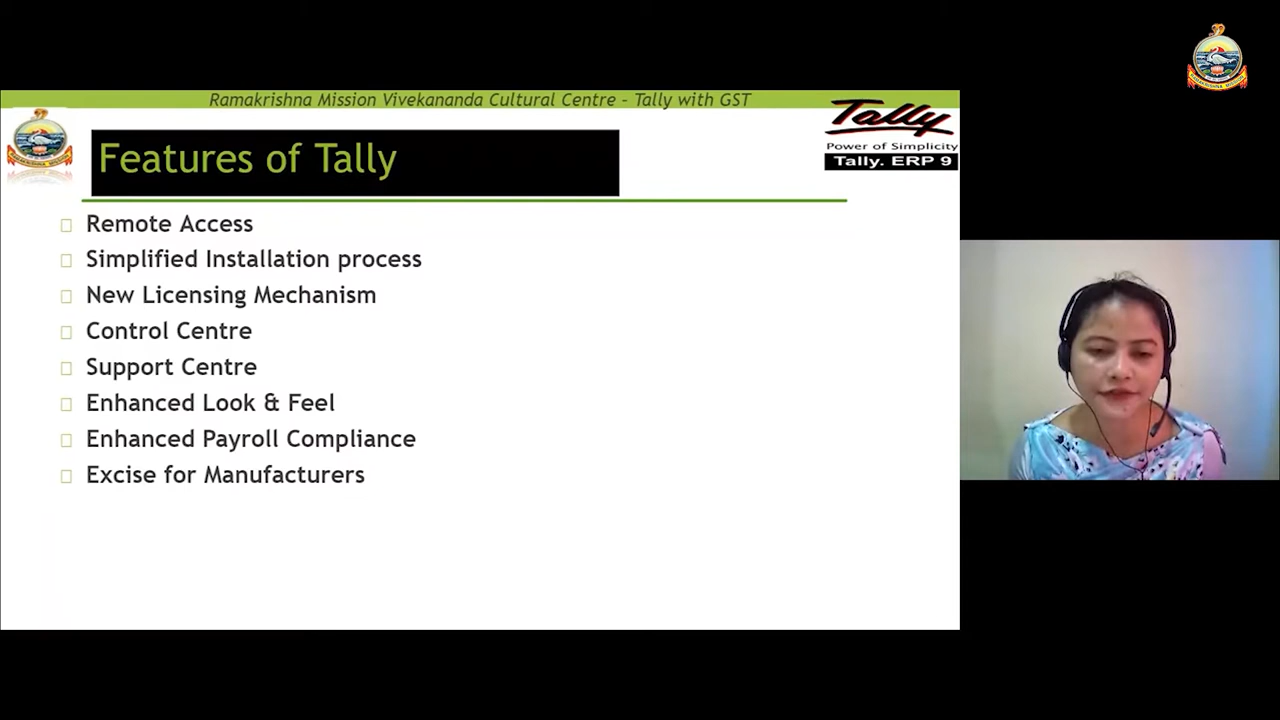 Ramakrishna Mission Vivekananda Cultural Centre - Tally with GST
Features of Tally
Tally
Power of Simplicity
Tally. ERP 9
Remote Access
Simplified Installation process
New Licensing Mechanism
Control Centre
Support Centre
Enhanced Look & Feel
Enhanced Payroll Compliance
Excise for Manufacturers